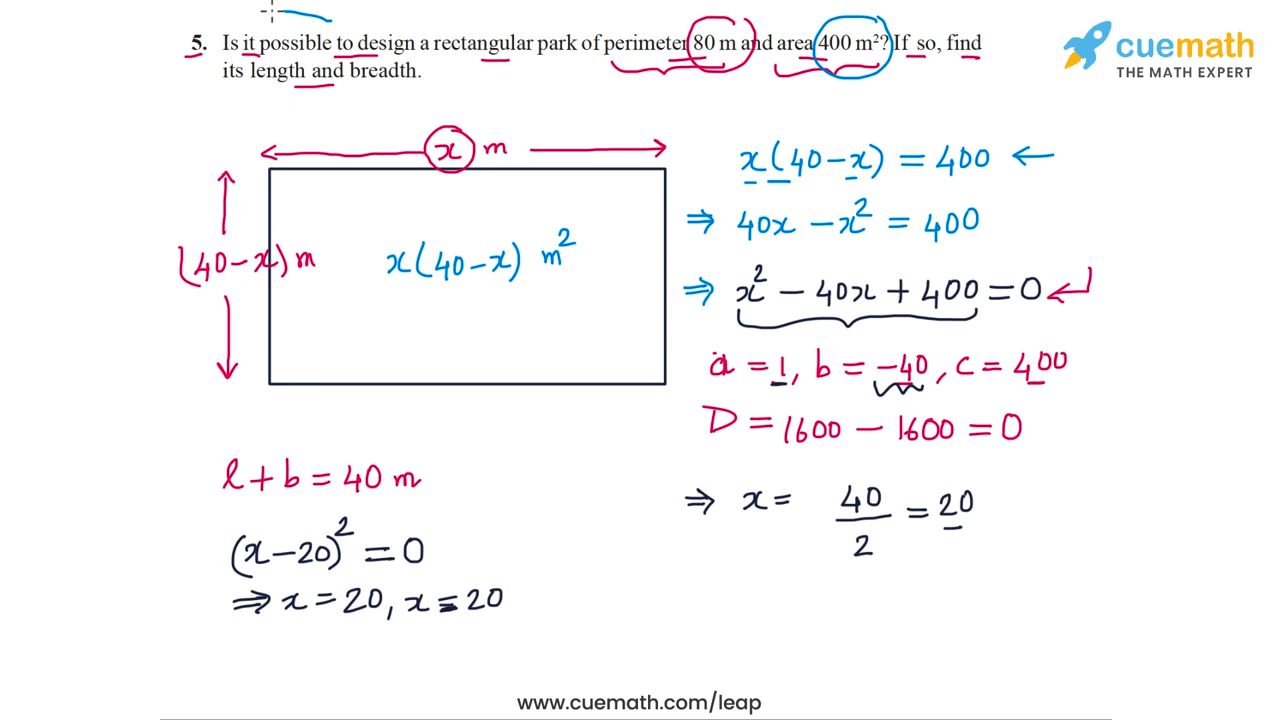 5. Is it possible to design a rectangular park of perimeter 80 m and area 400 m²? If so, find
its length and breadth.
cuemath
THE MATH EXPERT
x m
(40-x) m
x(40-x) m²
l + b = 40 m
(x-20)² = 0
⇒ x = 20, x = 20
x(40-x) = 400 ←
⇒ 40x - x² = 400
⇒ x² - 40x + 400 = 0
a = 1, b = -40, c = 400
D = 1600 - 1600 = 0
⇒ x = 40/2 = 20
www.cuemath.com/leap